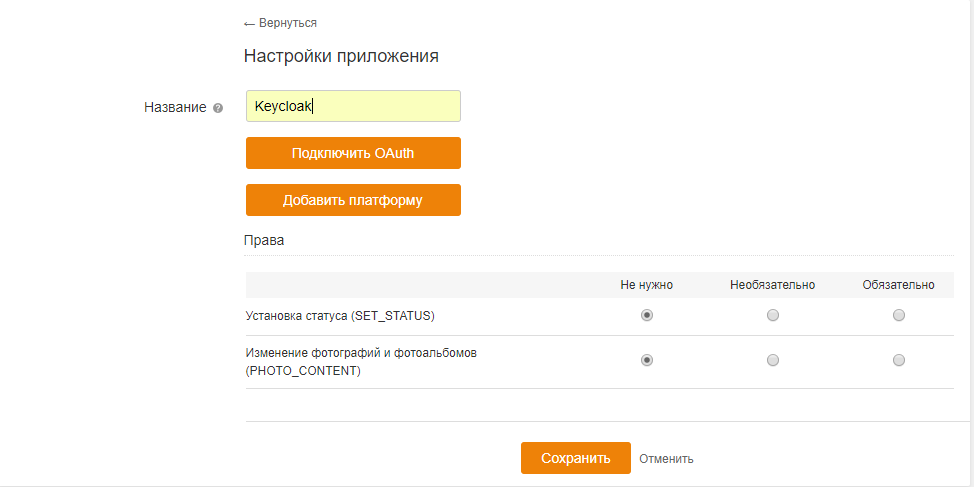 ← Вернуться
Настройки приложения
Название ?
Keycloak
Подключить OAuth
Добавить платформу
Права
Не нужно Необязательно Обязательно
Установка статуса (SET_STATUS)
Изменение фотографий и фотоальбомов
(PHOTO_CONTENT)
Сохранить Отменить